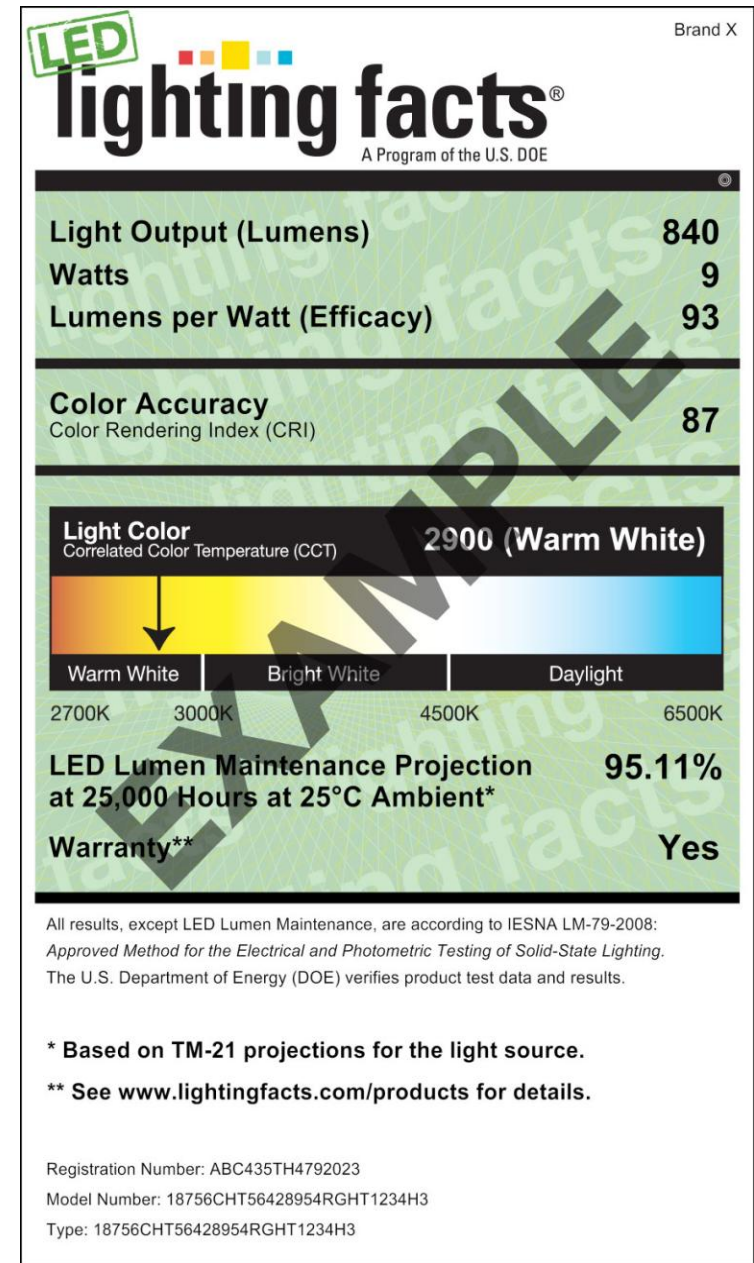 Brand X
LED
lighting facts®
A Program of the U.S. DOE
Light Output (Lumens) 840
Watts 9
Lumens per Watt (Efficacy) 93
Color Accuracy
Color Rendering Index (CRI) 87
Light Color
Correlated Color Temperature (CCT) 2900 (Warm White)
Warm White Bright White Daylight
2700K 3000K 4500K 6500K
LED Lumen Maintenance Projection
at 25,000 Hours at 25°C Ambient* 95.11%
Warranty** Yes
EXAMPLE
All results, except LED Lumen Maintenance, are according to IESNA LM-79-2008:
Approved Method for the Electrical and Photometric Testing of Solid-State Lighting.
The U.S. Department of Energy (DOE) verifies product test data and results.
* Based on TM-21 projections for the light source.
** See www.lightingfacts.com/products for details.
Registration Number: ABC435TH4792023
Model Number: 18756CHT56428954RGHT1234H3
Type: 18756CHT56428954RGHT1234H3